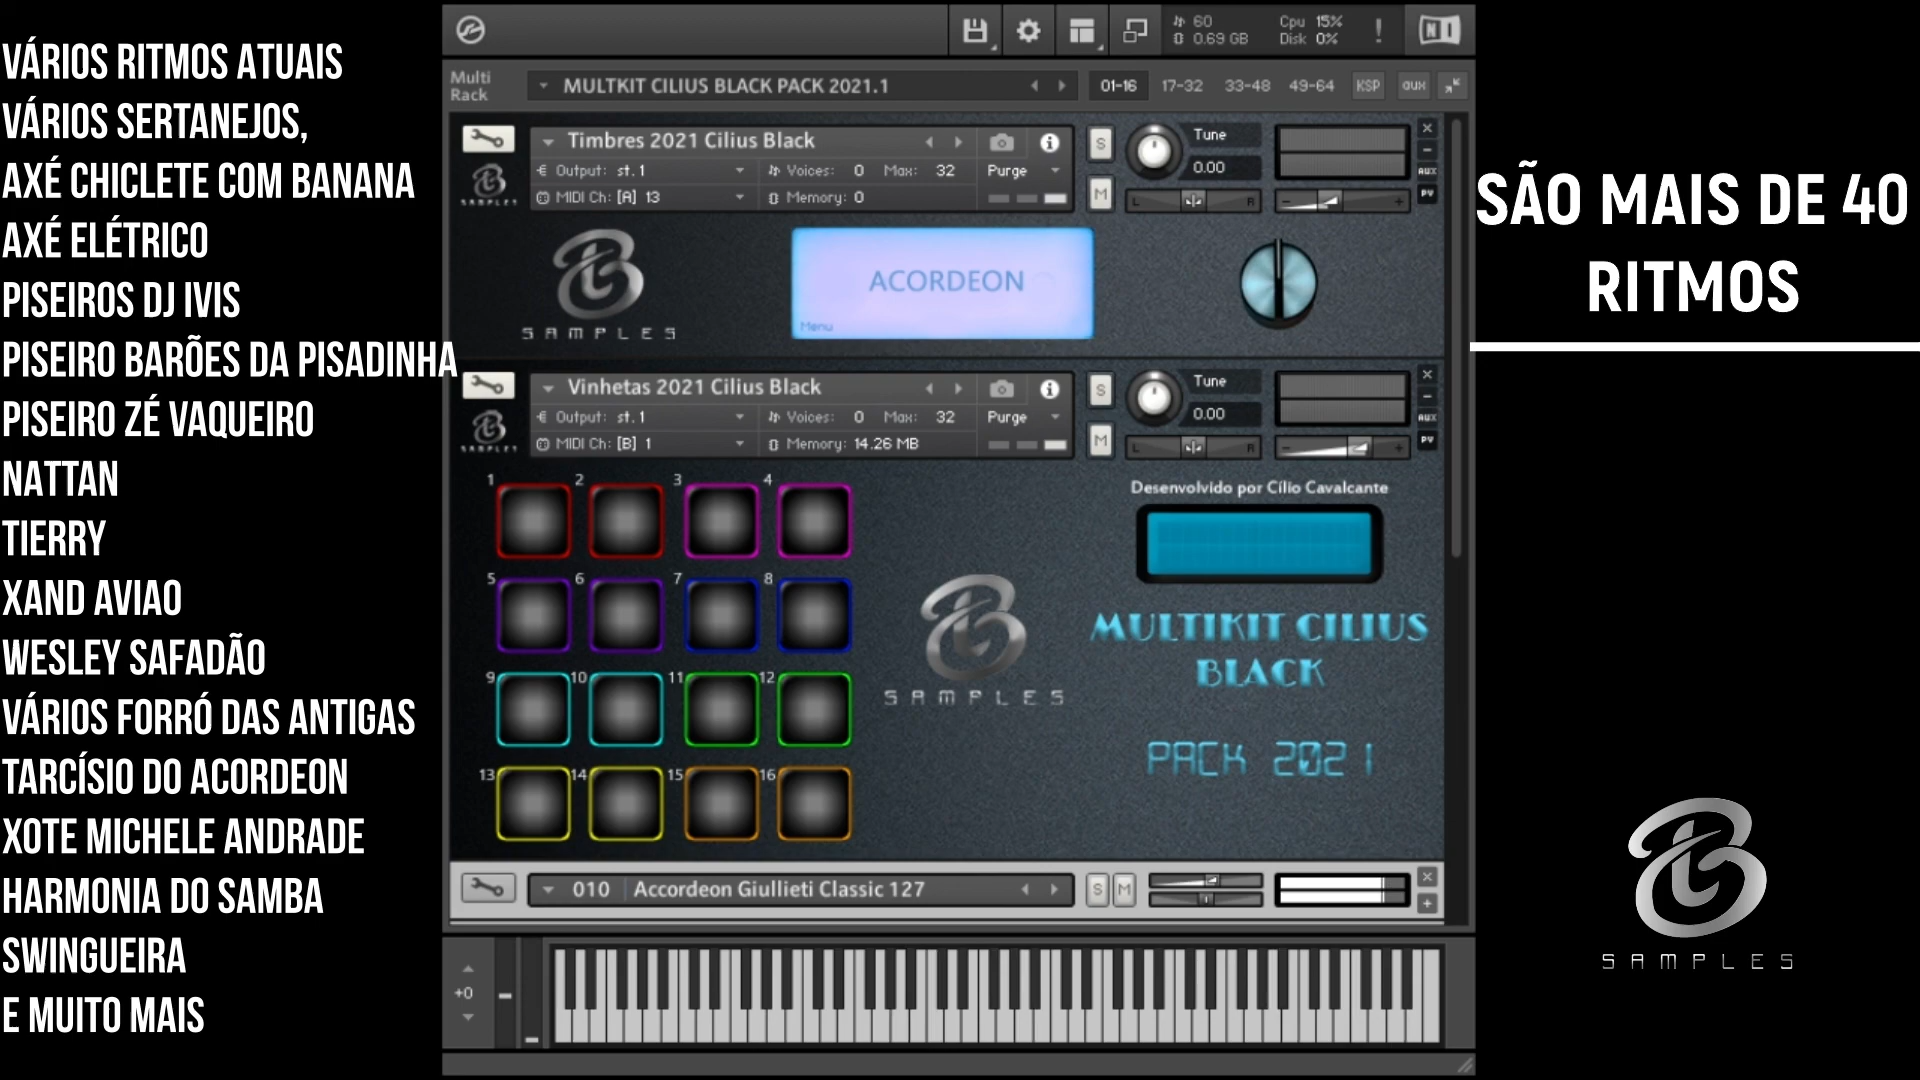 VÁRIOS RITMOS ATUAIS
VÁRIOS SERTANEJOS,
AXÉ CHICLETE COM BANANA
AXÉ ELÉTRICO
PISEIROS DJ IVIS
PISEIRO BARÕES DA PISADINHA
PISEIRO ZÉ VAQUEIRO
NATTAN
TIERRY
XAND AVIAO
WESLEY SAFADÃO
VÁRIOS FORRÓ DAS ANTIGAS
TARCÍSIO DO ACORDEON
XOTE MICHELE ANDRADE
HARMONIA DO SAMBA
SWINGUEIRA
E MUITO MAIS
60 Cpu 15% ! NI
0.69 GB Disk 0%
Multi Rack MULTKIT CILIUS BLACK PACK 2021.1 01-16 17-32 33-48 49-64 KSP aux
Timbres 2021 Cilius Black i S Tune x
Output: st.1 Voices: 0 Max: 32 Purge 0.00 AUX
SAMPLES MIDI Ch: [A] 13 Memory: 0 M L R - + PV
ACORDEON
Menu
SAMPLES
Vinhetas 2021 Cilius Black i S Tune x
Output: st.1 Voices: 0 Max: 32 Purge 0.00 AUX
SAMPLES MIDI Ch: [B] 1 Memory: 14.26 MB M L R - + PV
1 2 3 4
5 6 7 8
9 10 11 12
13 14 15 16
SAMPLES
Desenvolvido por Cílio Cavalcante
MULTIKIT CILIUS
BLACK
PACK 2021
010 Accordeon Giullieti Classic 127 S M x +
+0
SÃO MAIS DE 40
RITMOS
SAMPLES